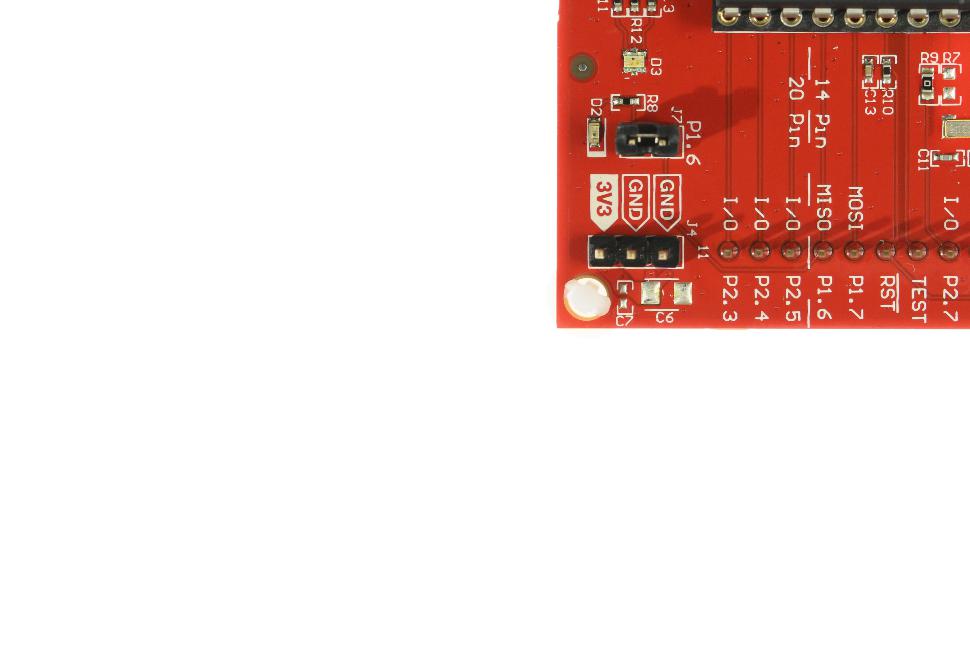 R12
D3
R9 R7
14 Pin
20 Pin
C13
R10
D2
R8
J7
P1.6
C11
3V3
GND
GND
J4
I/O
I/O
I/O
MISO
MOSI
I/O
P2.3
P2.4
P2.5
P1.6
P1.7
RST
TEST
P2.7
C7
C6